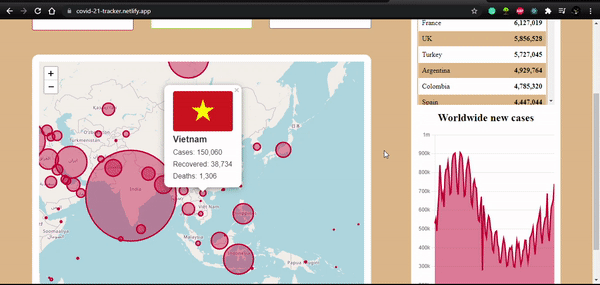 covid-21-tracker.netlify.app
France 6,127,019
UK 5,856,528
Turkey 5,727,045
Argentina 4,929,764
Colombia 4,785,320
Spain 4,447,044
+
−
×
Vietnam
Cases: 150,060
Recovered: 38,734
Deaths: 1,306
India
Malaysia
Worldwide new cases
1m
900k
800k
700k
600k
500k
400k
300k